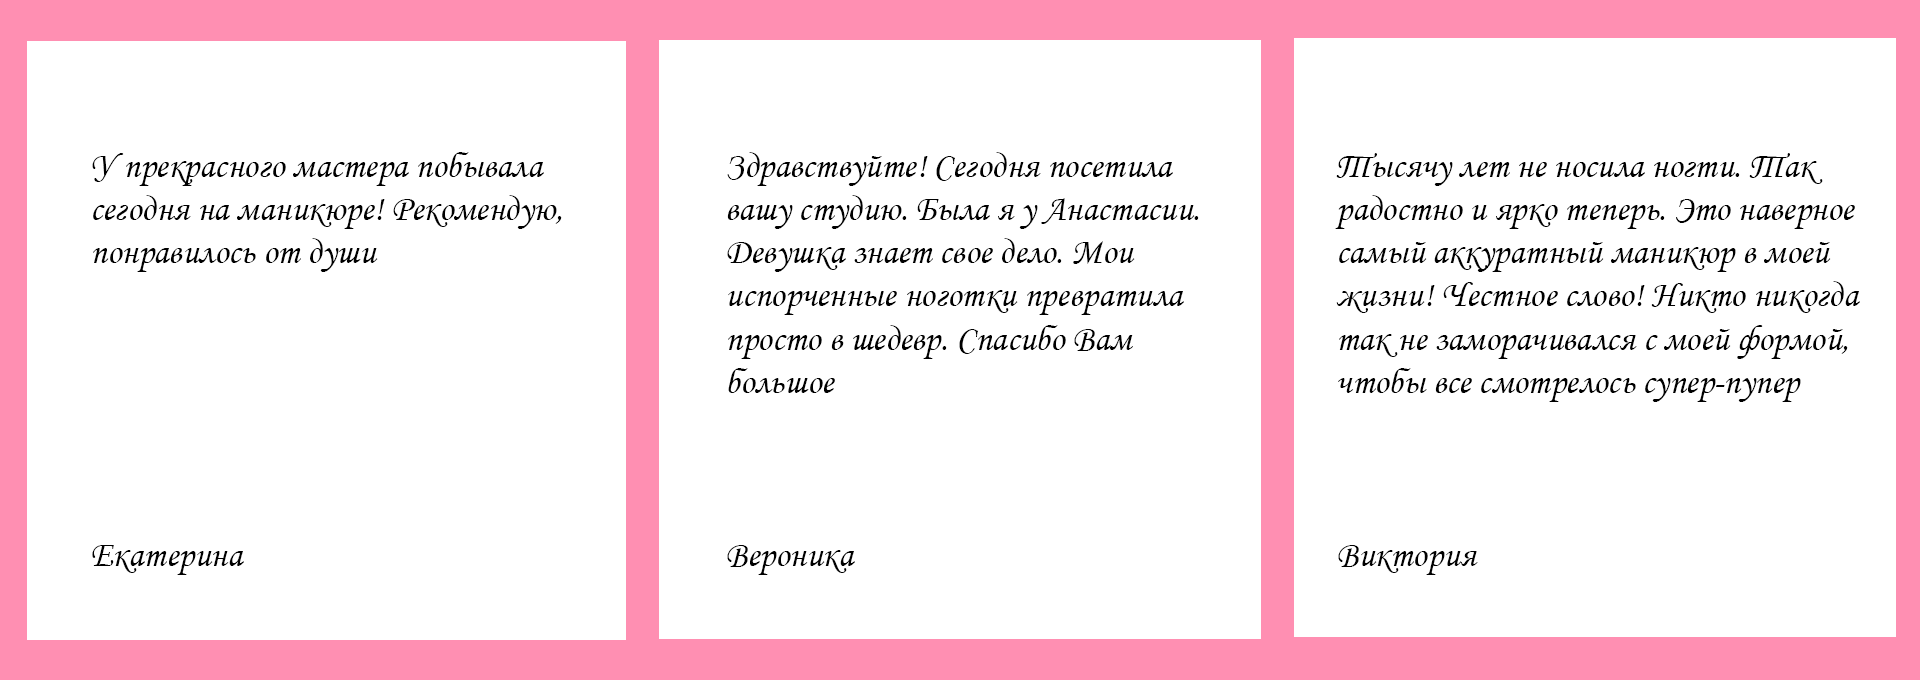 У прекрасного мастера побывала
сегодня на маникюре! Рекомендую,
понравилось от души
Екатерина
Здравствуйте! Сегодня посетила
вашу студию. Была я у Анастасии.
Девушка знает свое дело. Мои
испорченные ноготки превратила
просто в шедевр. Спасибо Вам
большое
Вероника
Тысячу лет не носила ногти. Так
радостно и ярко теперь. Это наверное
самый аккуратный маникюр в моей
жизни! Честное слово! Никто никогда
так не заморачивался с моей формой,
чтобы все смотрелось супер-пупер
Виктория